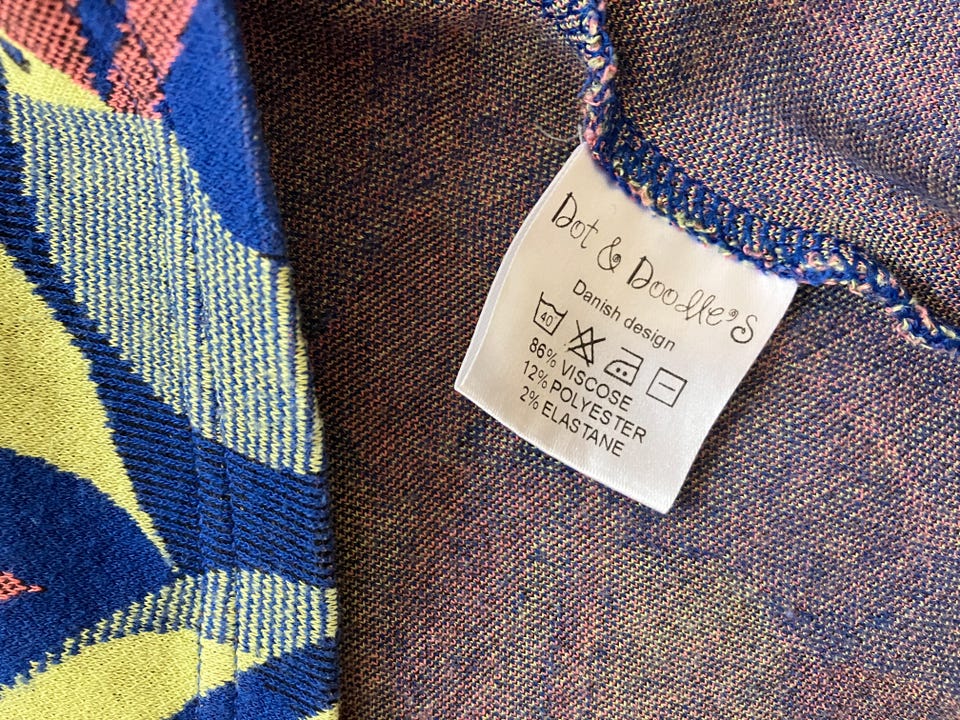 Dot & Doodle's
Danish design
40
86% VISCOSE
12% POLYESTER
2% ELASTANE